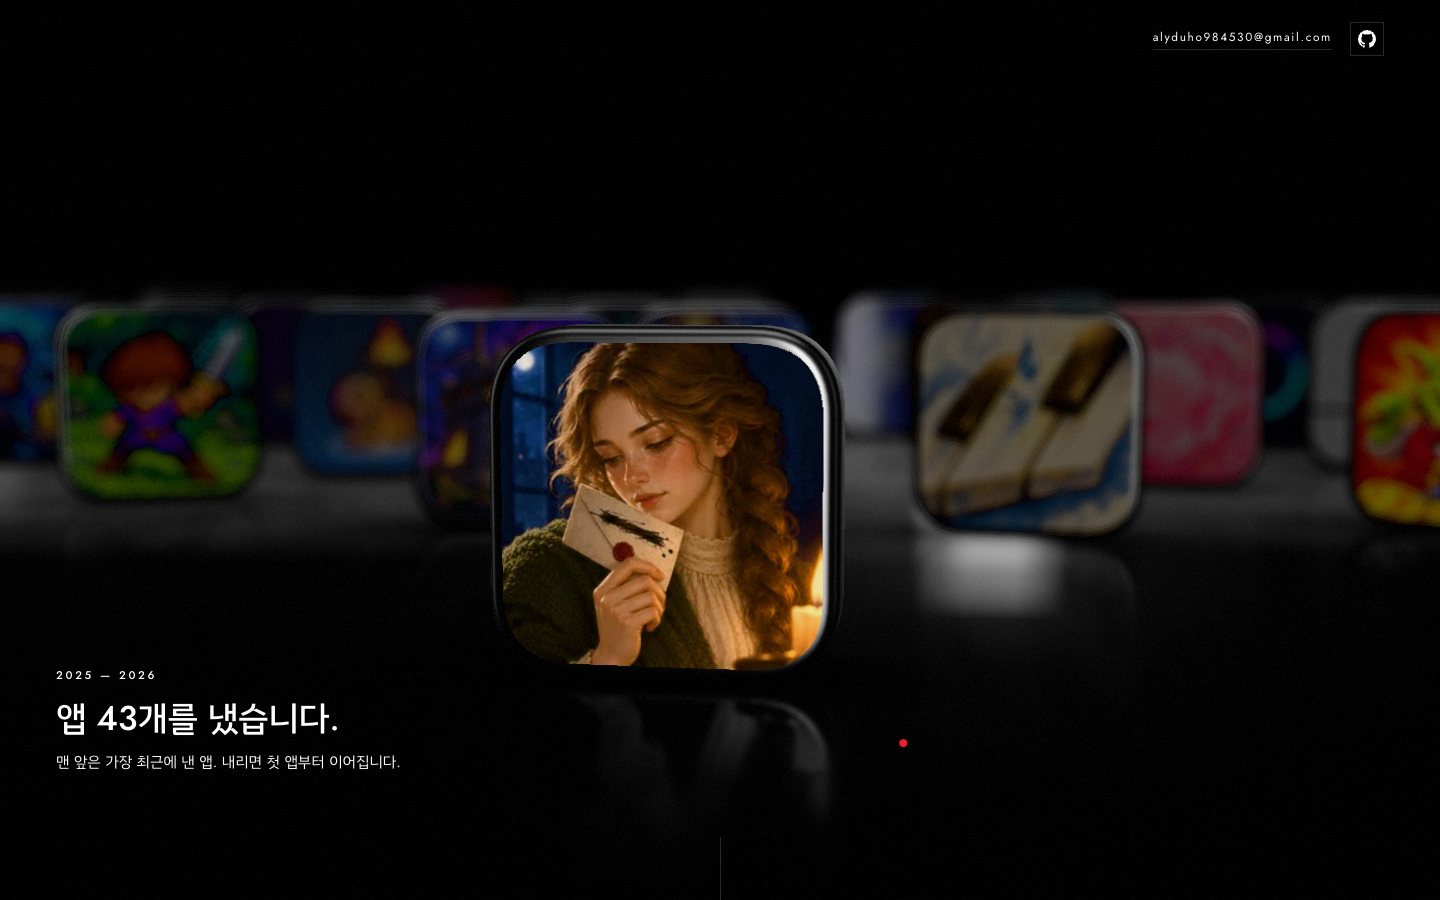 alyduho984530@gmail.com
2025 — 2026
앱 43개를 냈습니다.
맨 앞은 가장 최근에 낸 앱. 내리면 첫 앱부터 이어집니다.